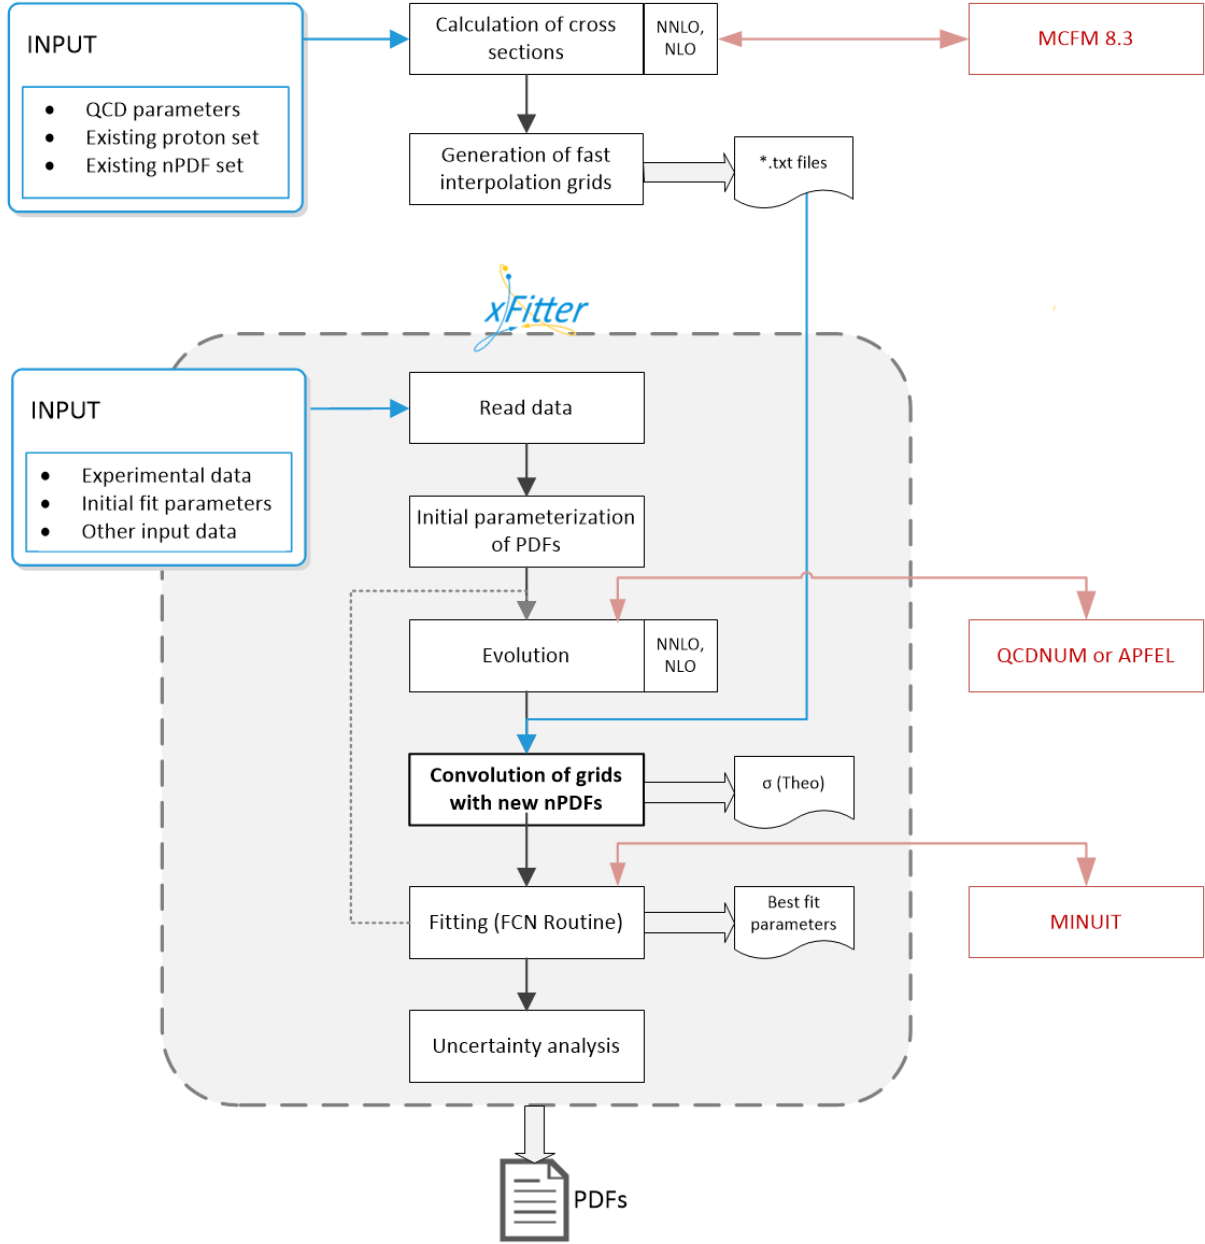 INPUT
• QCD parameters
• Existing proton set
• Existing nPDF set
Calculation of cross
sections
NNLO,
NLO
MCFM 8.3
Generation of fast
interpolation grids
*.txt files
xFitter
INPUT
• Experimental data
• Initial fit parameters
• Other input data
Read data
Initial parameterization
of PDFs
Evolution
NNLO,
NLO
QCDNUM or APFEL
Convolution of grids
with new nPDFs
σ (Theo)
Fitting (FCN Routine)
Best fit
parameters
MINUIT
Uncertainty analysis
PDFs